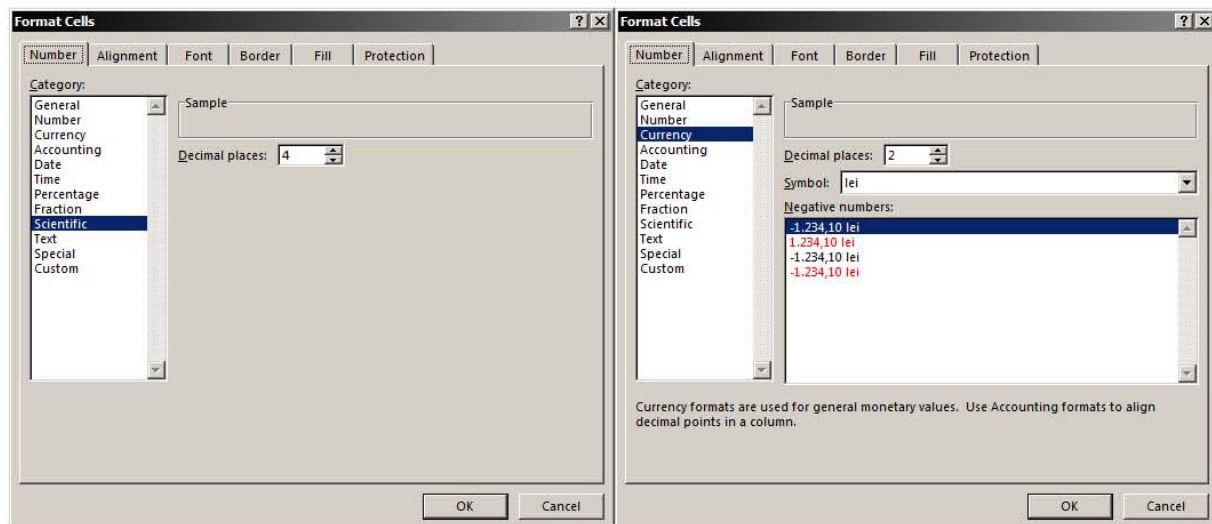 Format Cells
Number Alignment Font Border Fill Protection
Category:
General
Number
Currency
Accounting
Date
Time
Percentage
Fraction
Scientific
Text
Special
Custom
Sample
Decimal places: 4
OK Cancel
Format Cells
Number Alignment Font Border Fill Protection
Category:
General
Number
Currency
Accounting
Date
Time
Percentage
Fraction
Scientific
Text
Special
Custom
Sample
Decimal places: 2
Symbol: lei
Negative numbers:
-1.234,10 lei
1.234,10 lei
-1.234,10 lei
-1.234,10 lei
Currency formats are used for general monetary values. Use Accounting formats to align
decimal points in a column.
OK Cancel